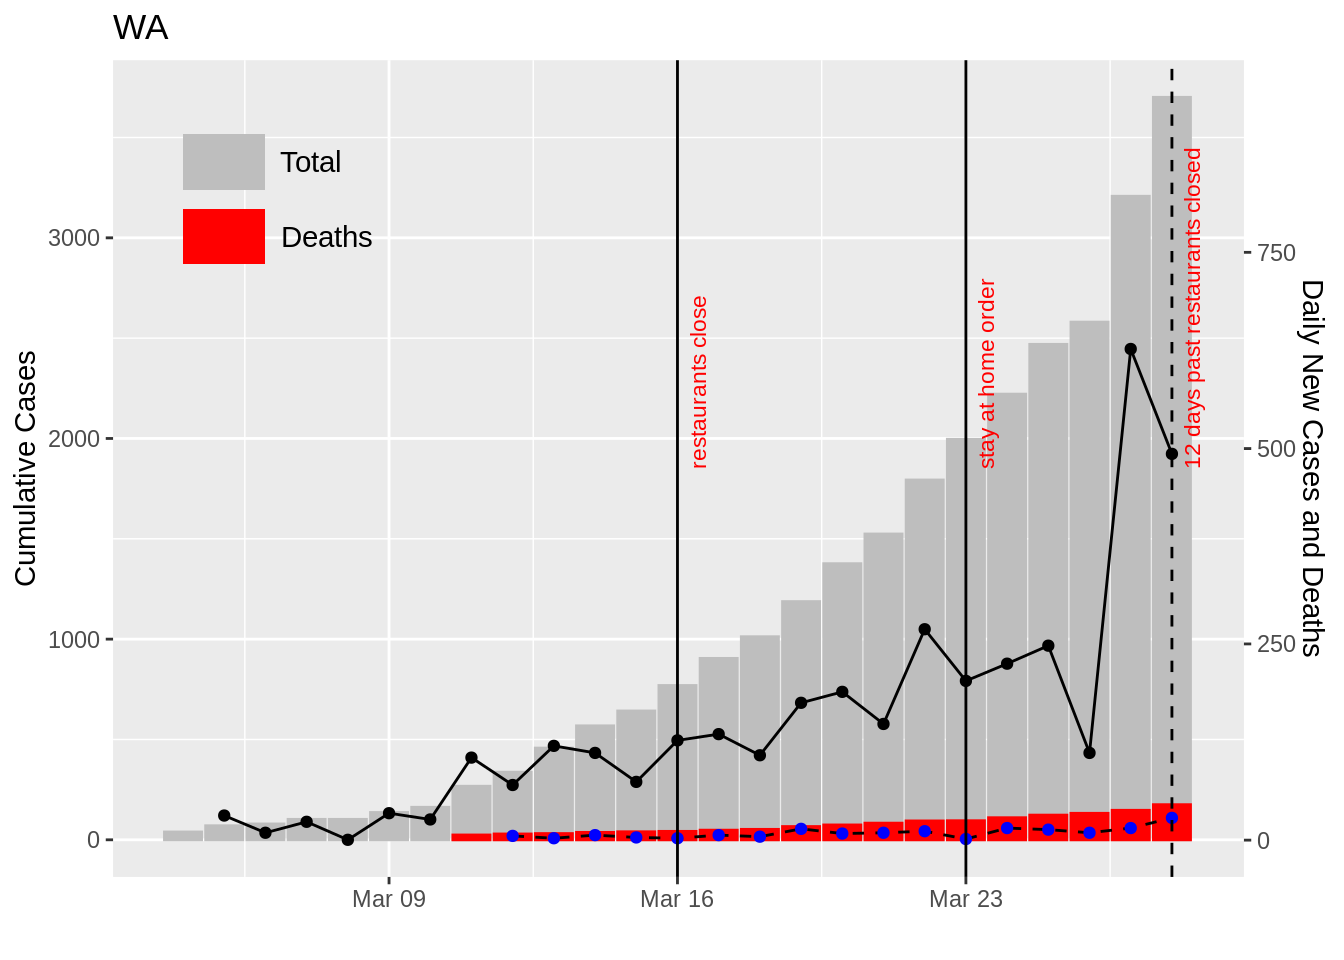 WA
Total
Deaths
3000
2000
1000
0
750
500
250
0
Cumulative Cases
Daily New Cases and Deaths
restaurants close
stay at home order
12 days past restaurants closed
Mar 09
Mar 16
Mar 23